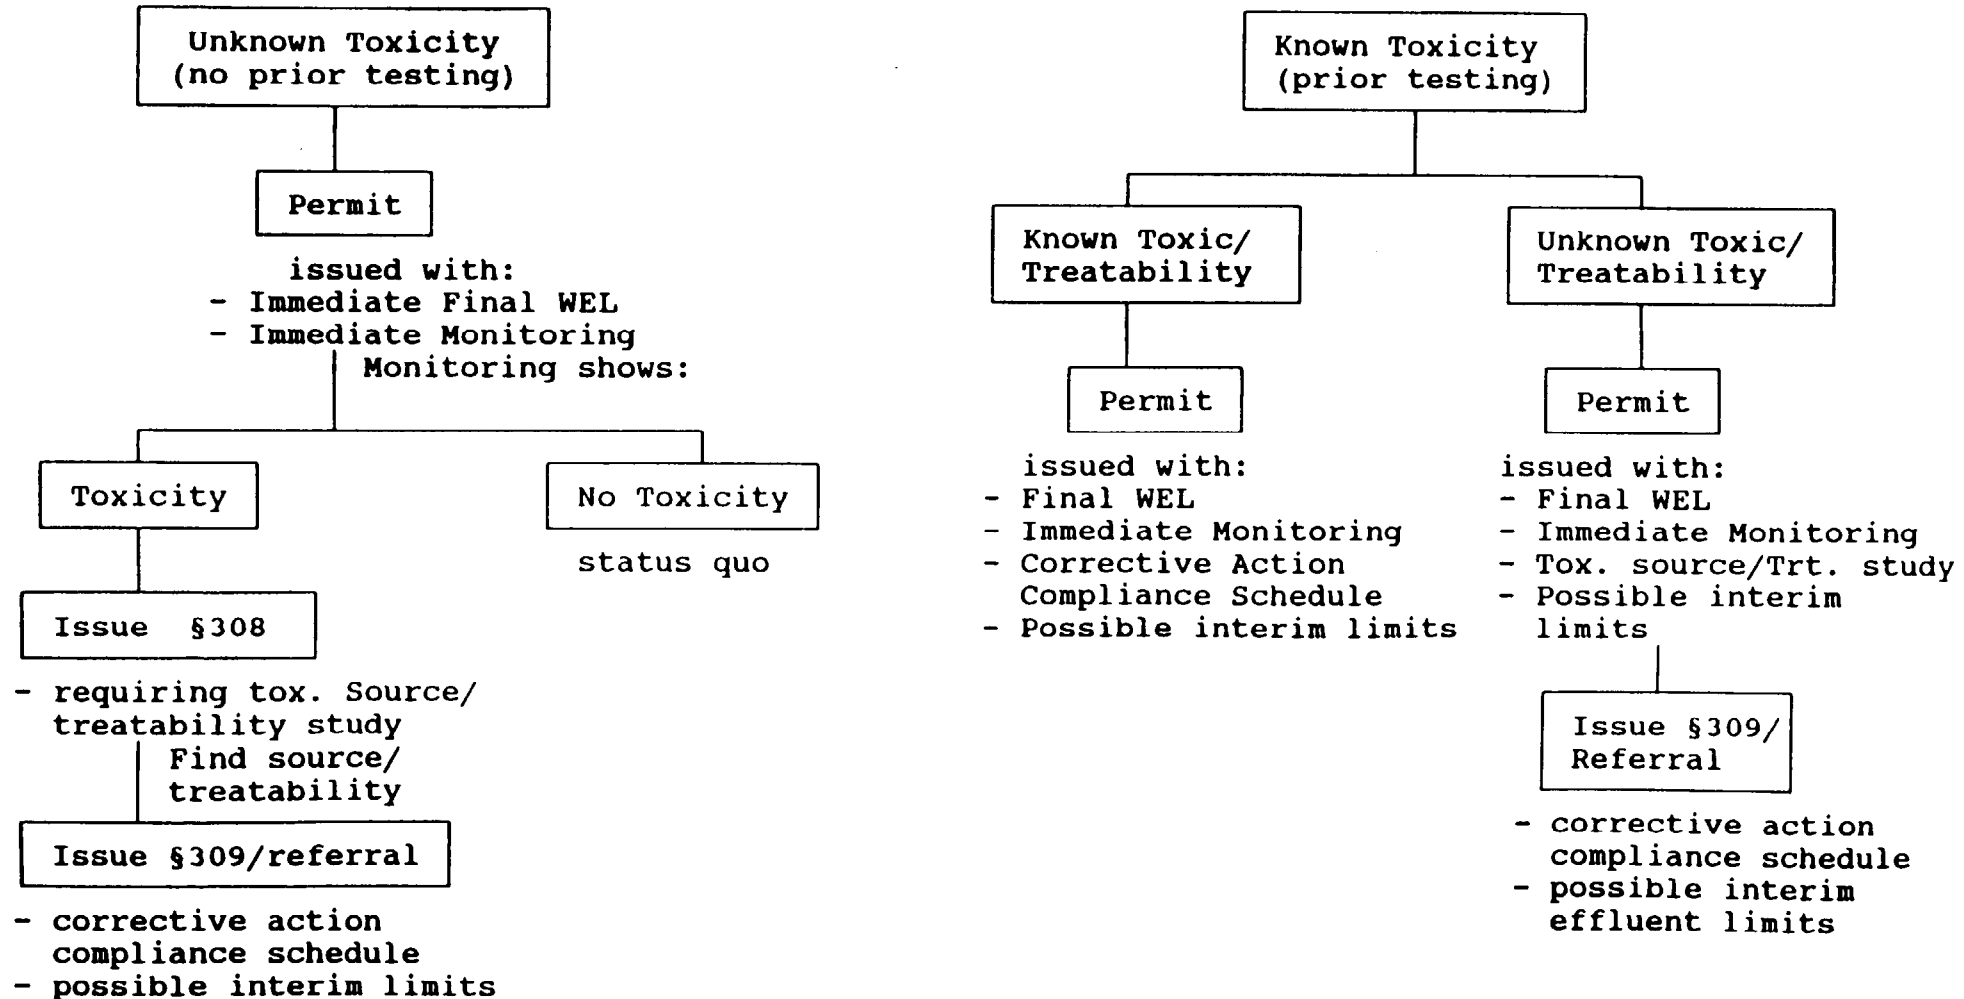 Unknown Toxicity
(no prior testing)
Permit
issued with:
- Immediate Final WEL
- Immediate Monitoring
Monitoring shows:
Toxicity
No Toxicity
status quo
Issue §308
- requiring tox. Source/
treatability study
Find source/
treatability
Issue §309/referral
- corrective action
compliance schedule
- possible interim limits
Known Toxicity
(prior testing)
Known Toxic/
Treatability
Permit
issued with:
- Final WEL
- Immediate Monitoring
- Corrective Action
Compliance Schedule
- Possible interim limits
Unknown Toxic/
Treatability
Permit
issued with:
- Final WEL
- Immediate Monitoring
- Tox. source/Trt. study
- Possible interim
limits
Issue §309/
Referral
- corrective action
compliance schedule
- possible interim
effluent limits